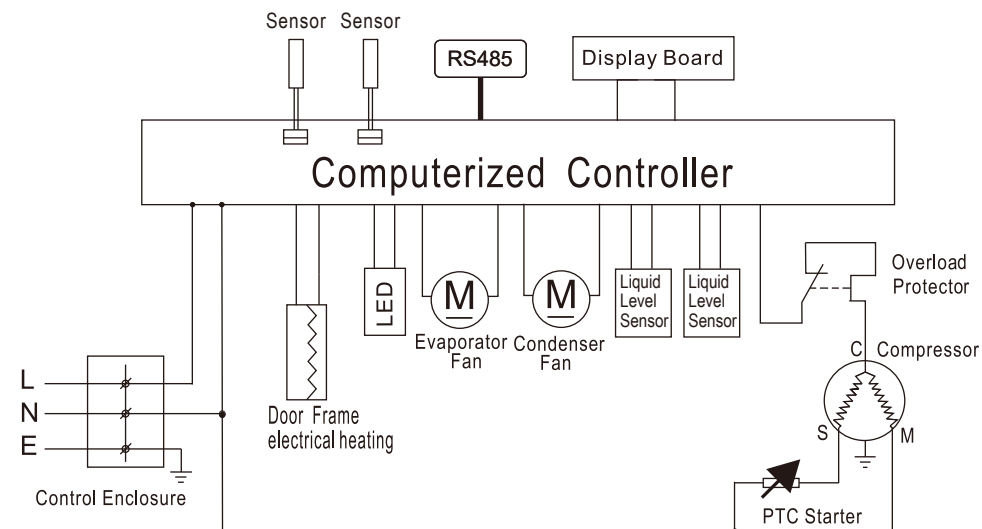 Sensor Sensor
RS485
Display Board
Computerized Controller
LED
M
Evaporator
Fan
M
Condenser
Fan
Liquid
Level
Sensor
Liquid
Level
Sensor
Overload
Protector
C
Compressor
S
M
PTC Starter
Door Frame
electrical heating
L
N
E
Control Enclosure